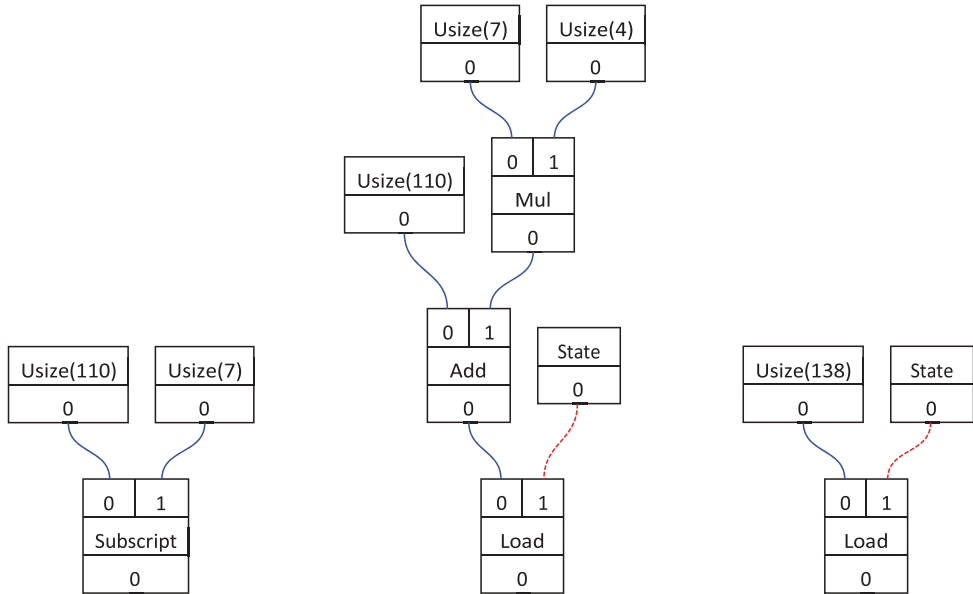 Usize(7) Usize(4)
0 0
0 1
Usize(110)
Mul
0
0
0 1
State
Add
0
0
Usize(110) Usize(7)
0 0
0 1
Subscript
0
0 1
Load
0
Usize(138) State
0 0
0 1
Load
0